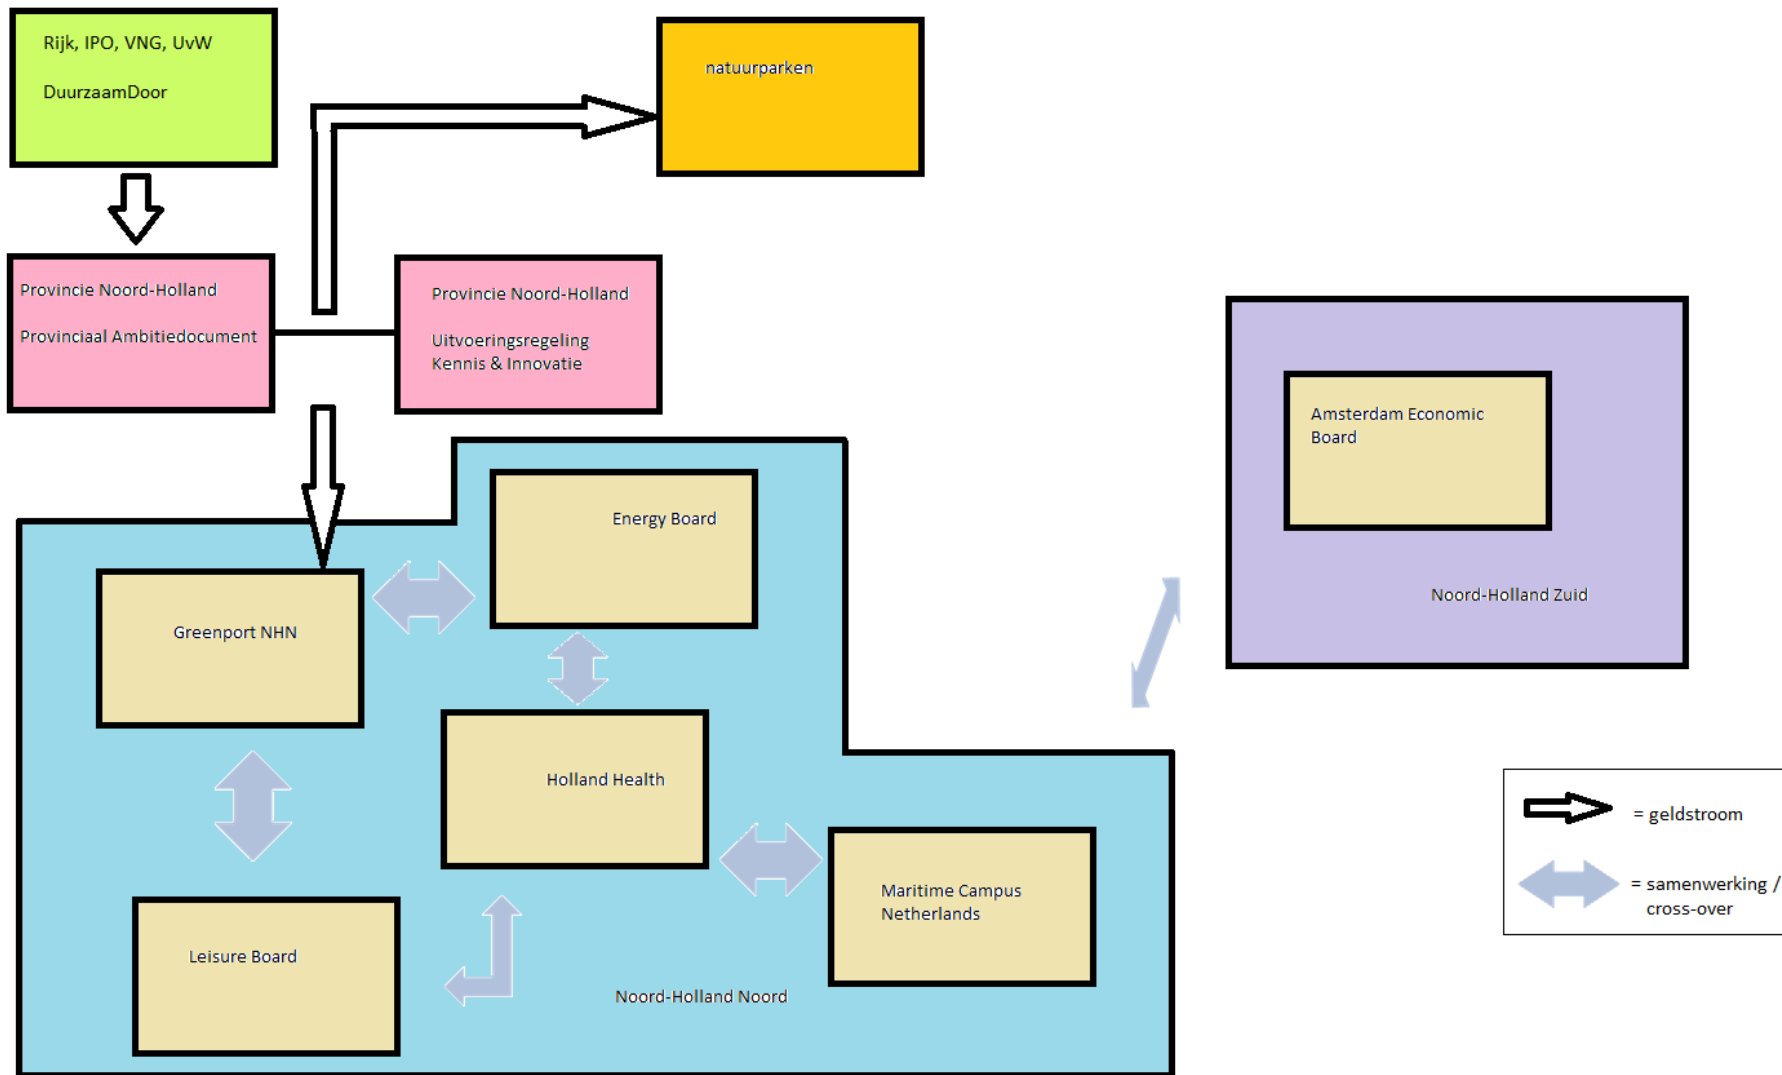 Rijk, IPO, VNG, UvW
DuurzaamDoor
natuurparken
Provincie Noord-Holland
Provinciaal Ambitiedocument
Provincie Noord-Holland
Uitvoeringsregeling
Kennis & Innovatie
Amsterdam Economic
Board
Noord-Holland Zuid
Energy Board
Greenport NHN
Holland Health
Maritime Campus
Netherlands
Leisure Board
Noord-Holland Noord
= geldstroom
= samenwerking /
cross-over